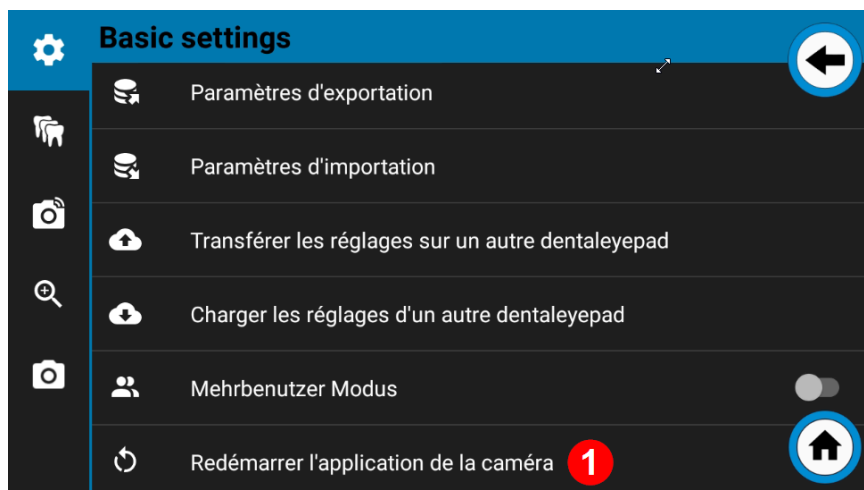 Basic settings
Paramètres d'exportation
Paramètres d'importation
Transférer les réglages sur un autre dentaleyepad
Charger les réglages d'un autre dentaleyepad
Mehrbenutzer Modus
Redémarrer l'application de la caméra 1